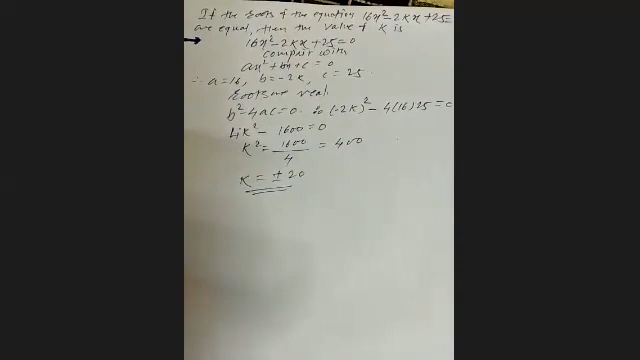 If the roots of the equation 16x²-2Kx+25=
are equal, then the value of K is
→ 16x²-2Kx+25=0
compair with
ax²+bx+c=0
∴ a=16, b=-2K, c=25.
Roots are real.
b²-4ac=0. So (-2K)²-4(16)25=0
4K²-1600=0
K²=1600/4=400
K=±20